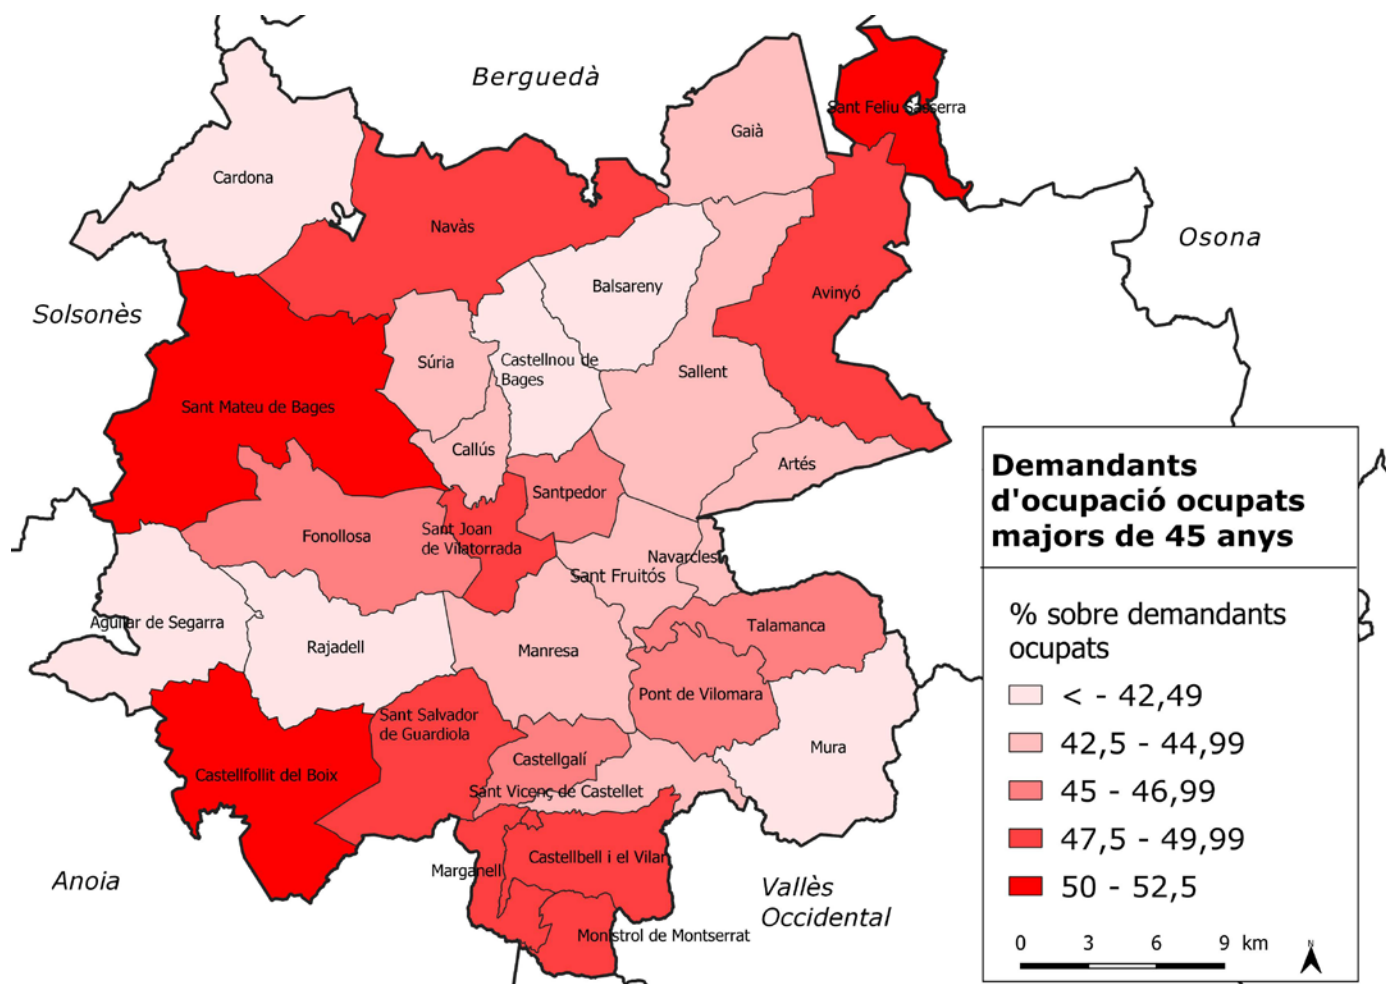 Berguedà
Sant Feliu Sasserra
Gaià
Cardona
Navàs
Osona
Balsareny
Avinyó
Solsonès
Súria
Castellnou de
Bages
Sallent
Sant Mateu de Bages
Callús
Artés
Santpedor
Fonollosa
Sant Joan
de Vilatorrada
Navarcles
Sant Fruitós
Aguilar de Segarra
Rajadell
Manresa
Talamanca
Pont de Vilomara
Sant Salvador
de Guardiola
Mura
Castellgalí
Castellfollit del Boix
Sant Vicenç de Castellet
Castellbell i el Vilar
Marganell
Anoia
Vallès
Occidental
Monistrol de Montserrat
Demandants
d'ocupació ocupats
majors de 45 anys
% sobre demandants
ocupats
< - 42,49
42,5 - 44,99
45 - 46,99
47,5 - 49,99
50 - 52,5
0 3 6 9 km
N